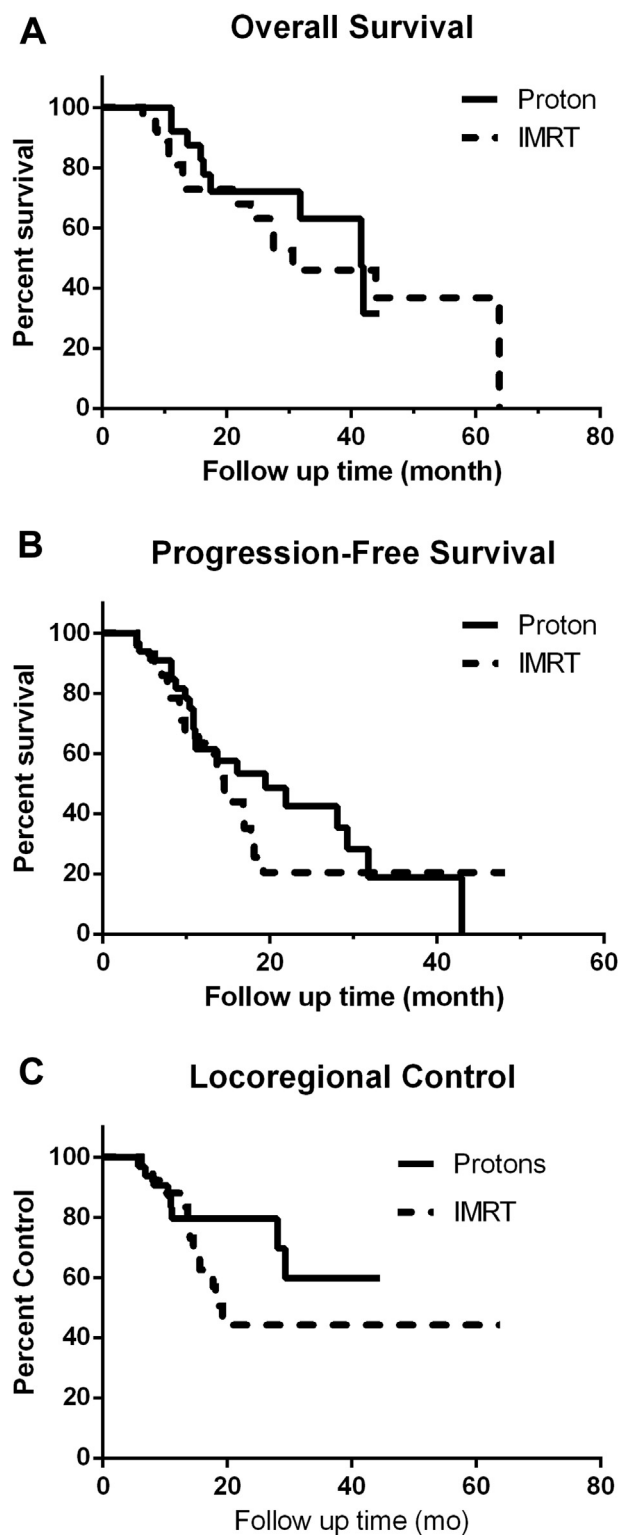 A
Overall Survival
Percent survival
100
80
60
40
20
0
Proton
IMRT
0 20 40 60 80
Follow up time (month)
B
Progression-Free Survival
Percent survival
100
80
60
40
20
0
Proton
IMRT
0 20 40 60
Follow up time (month)
C
Locoregional Control
Percent Control
100
80
60
40
20
0
Protons
IMRT
0 20 40 60 80
Follow up time (mo)